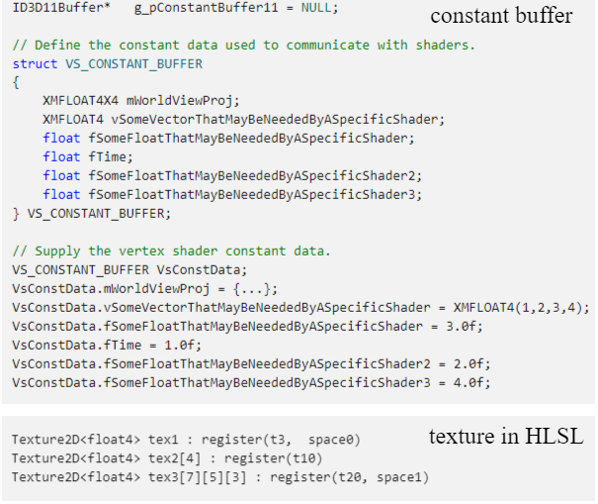 ID3D11Buffer*   g_pConstantBuffer11 = NULL;
constant buffer
// Define the constant data used to communicate with shaders.
struct VS_CONSTANT_BUFFER
{
    XMFLOAT4X4 mWorldViewProj;
    XMFLOAT4 vSomeVectorThatMayBeNeededByASpecificShader;
    float fSomeFloatThatMayBeNeededByASpecificShader;
    float fTime;
    float fSomeFloatThatMayBeNeededByASpecificShader2;
    float fSomeFloatThatMayBeNeededByASpecificShader3;
} VS_CONSTANT_BUFFER;
// Supply the vertex shader constant data.
VS_CONSTANT_BUFFER VsConstData;
VsConstData.mWorldViewProj = {...};
VsConstData.vSomeVectorThatMayBeNeededByASpecificShader = XMFLOAT4(1,2,3,4);
VsConstData.fSomeFloatThatMayBeNeededByASpecificShader = 3.0f;
VsConstData.fTime = 1.0f;
VsConstData.fSomeFloatThatMayBeNeededByASpecificShader2 = 2.0f;
VsConstData.fSomeFloatThatMayBeNeededByASpecificShader3 = 4.0f;
texture in HLSL
Texture2D<float4> tex1 : register(t3,  space0)
Texture2D<float4> tex2[4] : register(t10)
Texture2D<float4> tex3[7][5][3] : register(t20, space1)